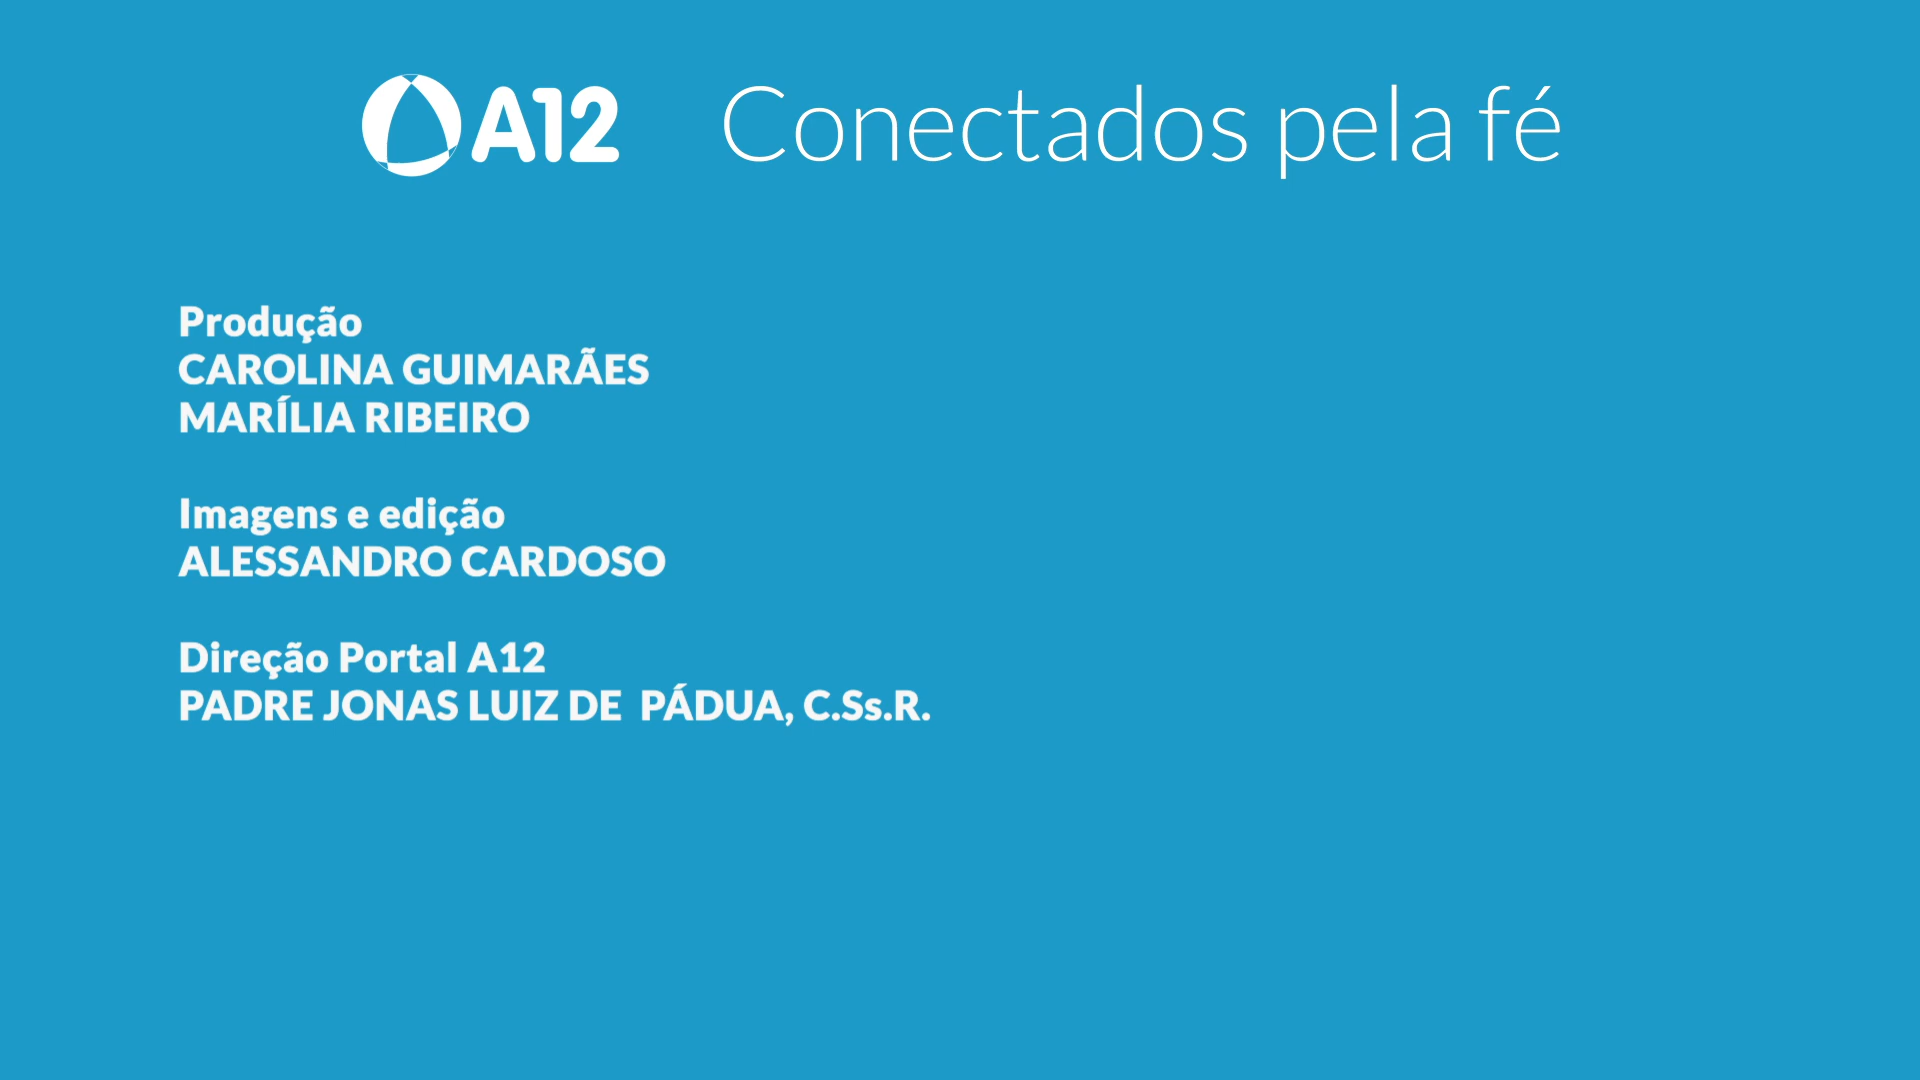 A12 Conectados pela fé
Produção
CAROLINA GUIMARÃES
MARÍLIA RIBEIRO
Imagens e edição
ALESSANDRO CARDOSO
Direção Portal A12
PADRE JONAS LUIZ DE  PÁDUA, C.Ss.R.